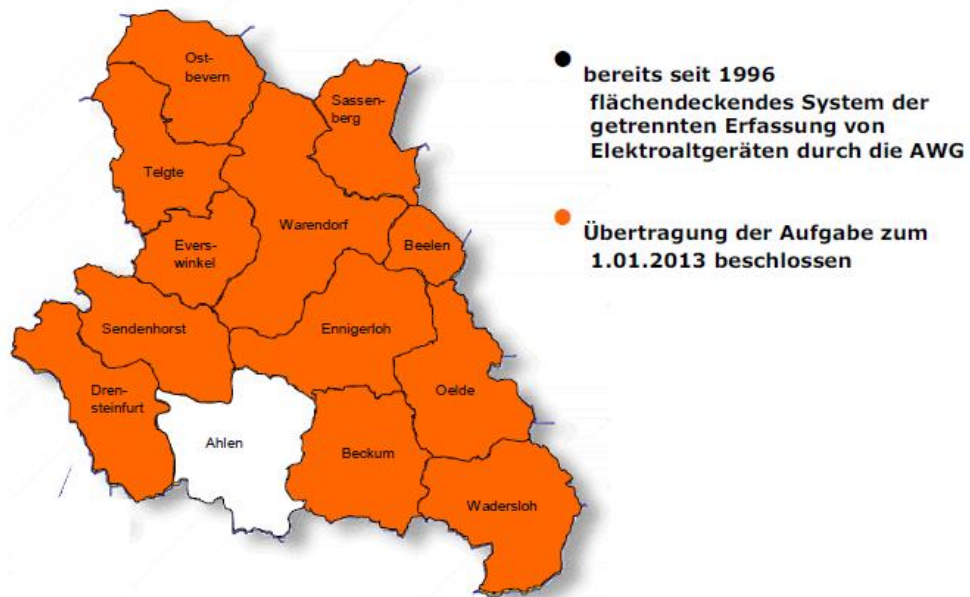 Ost-
bevern
Sassen-
berg
Telgte
Warendorf
Beelen
Evers-
winkel
Sendenhorst
Ennigerloh
Dren-
steinfurt
Oelde
Ahlen
Beckum
Wadersloh
bereits seit 1996
flächendeckendes System der
getrennten Erfassung von
Elektroaltgeräten durch die AWG
Übertragung der Aufgabe zum
1.01.2013 beschlossen